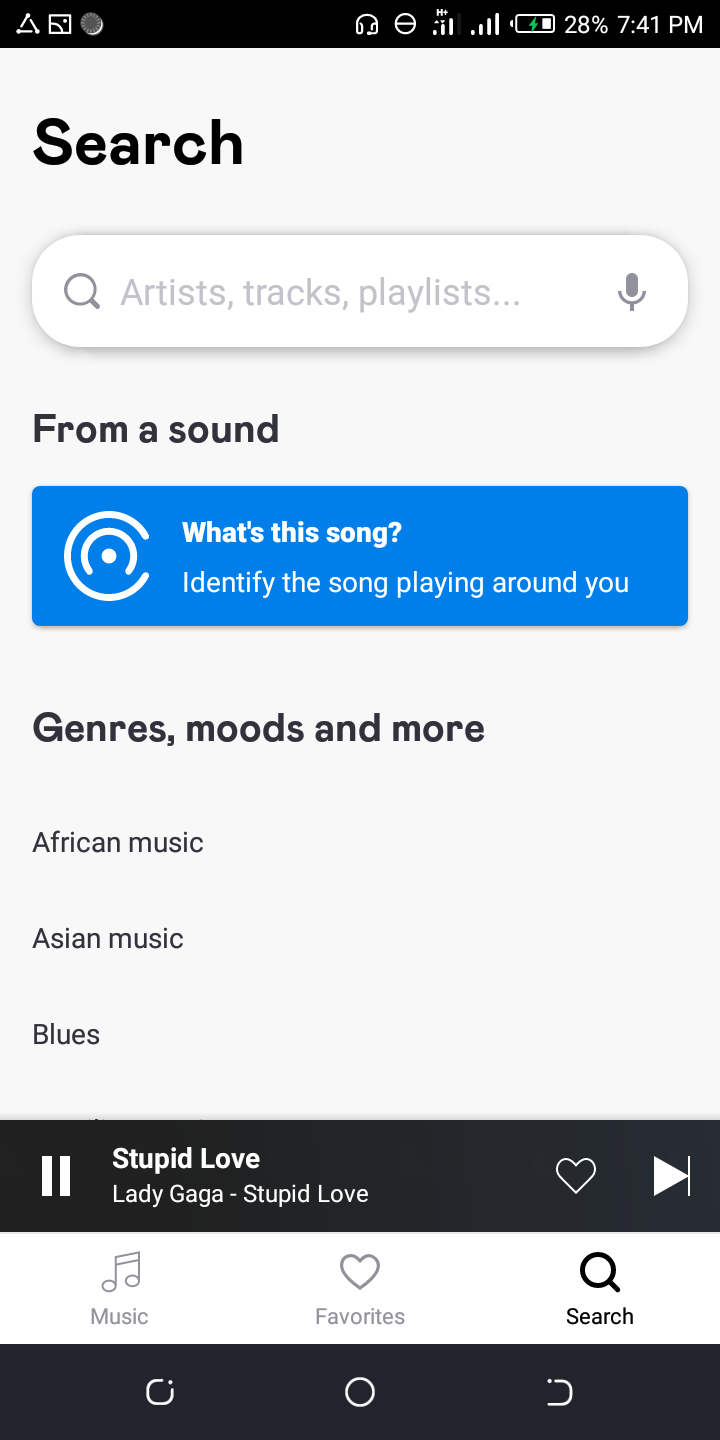 H+
28% 7:41 PM
Search
Artists, tracks, playlists...
From a sound
What's this song?
Identify the song playing around you
Genres, moods and more
African music
Asian music
Blues
Stupid Love
Lady Gaga - Stupid Love
Music
Favorites
Search